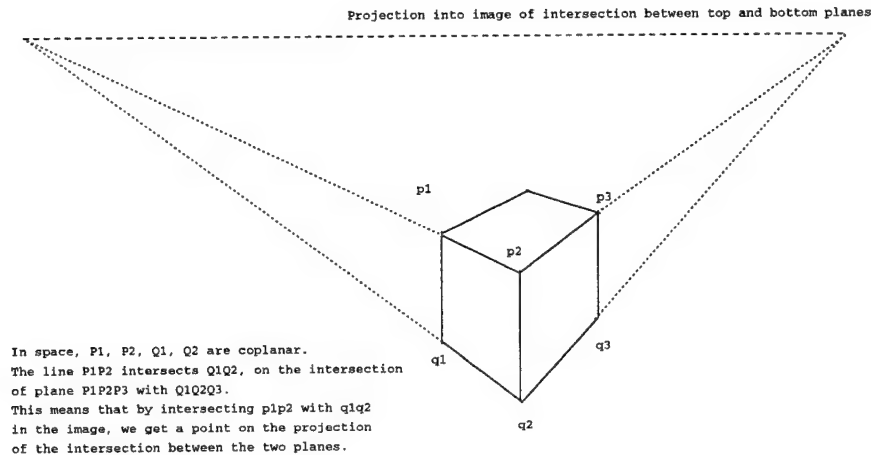 Projection into image of intersection between top and bottom planes
p1
p3
p2
q1
q3
q2
In space, P1, P2, Q1, Q2 are coplanar.
The line P1P2 intersects Q1Q2, on the intersection
of plane P1P2P3 with Q1Q2Q3.
This means that by intersecting p1p2 with q1q2
in the image, we get a point on the projection
of the intersection between the two planes.